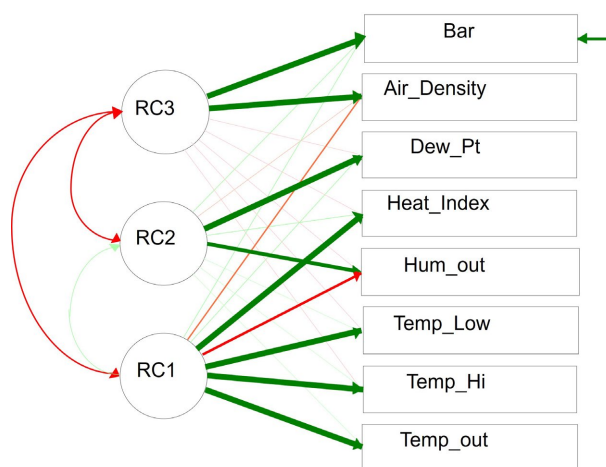 Bar
Air_Density
RC3
Dew_Pt
Heat_Index
RC2
Hum_out
Temp_Low
RC1
Temp_Hi
Temp_out